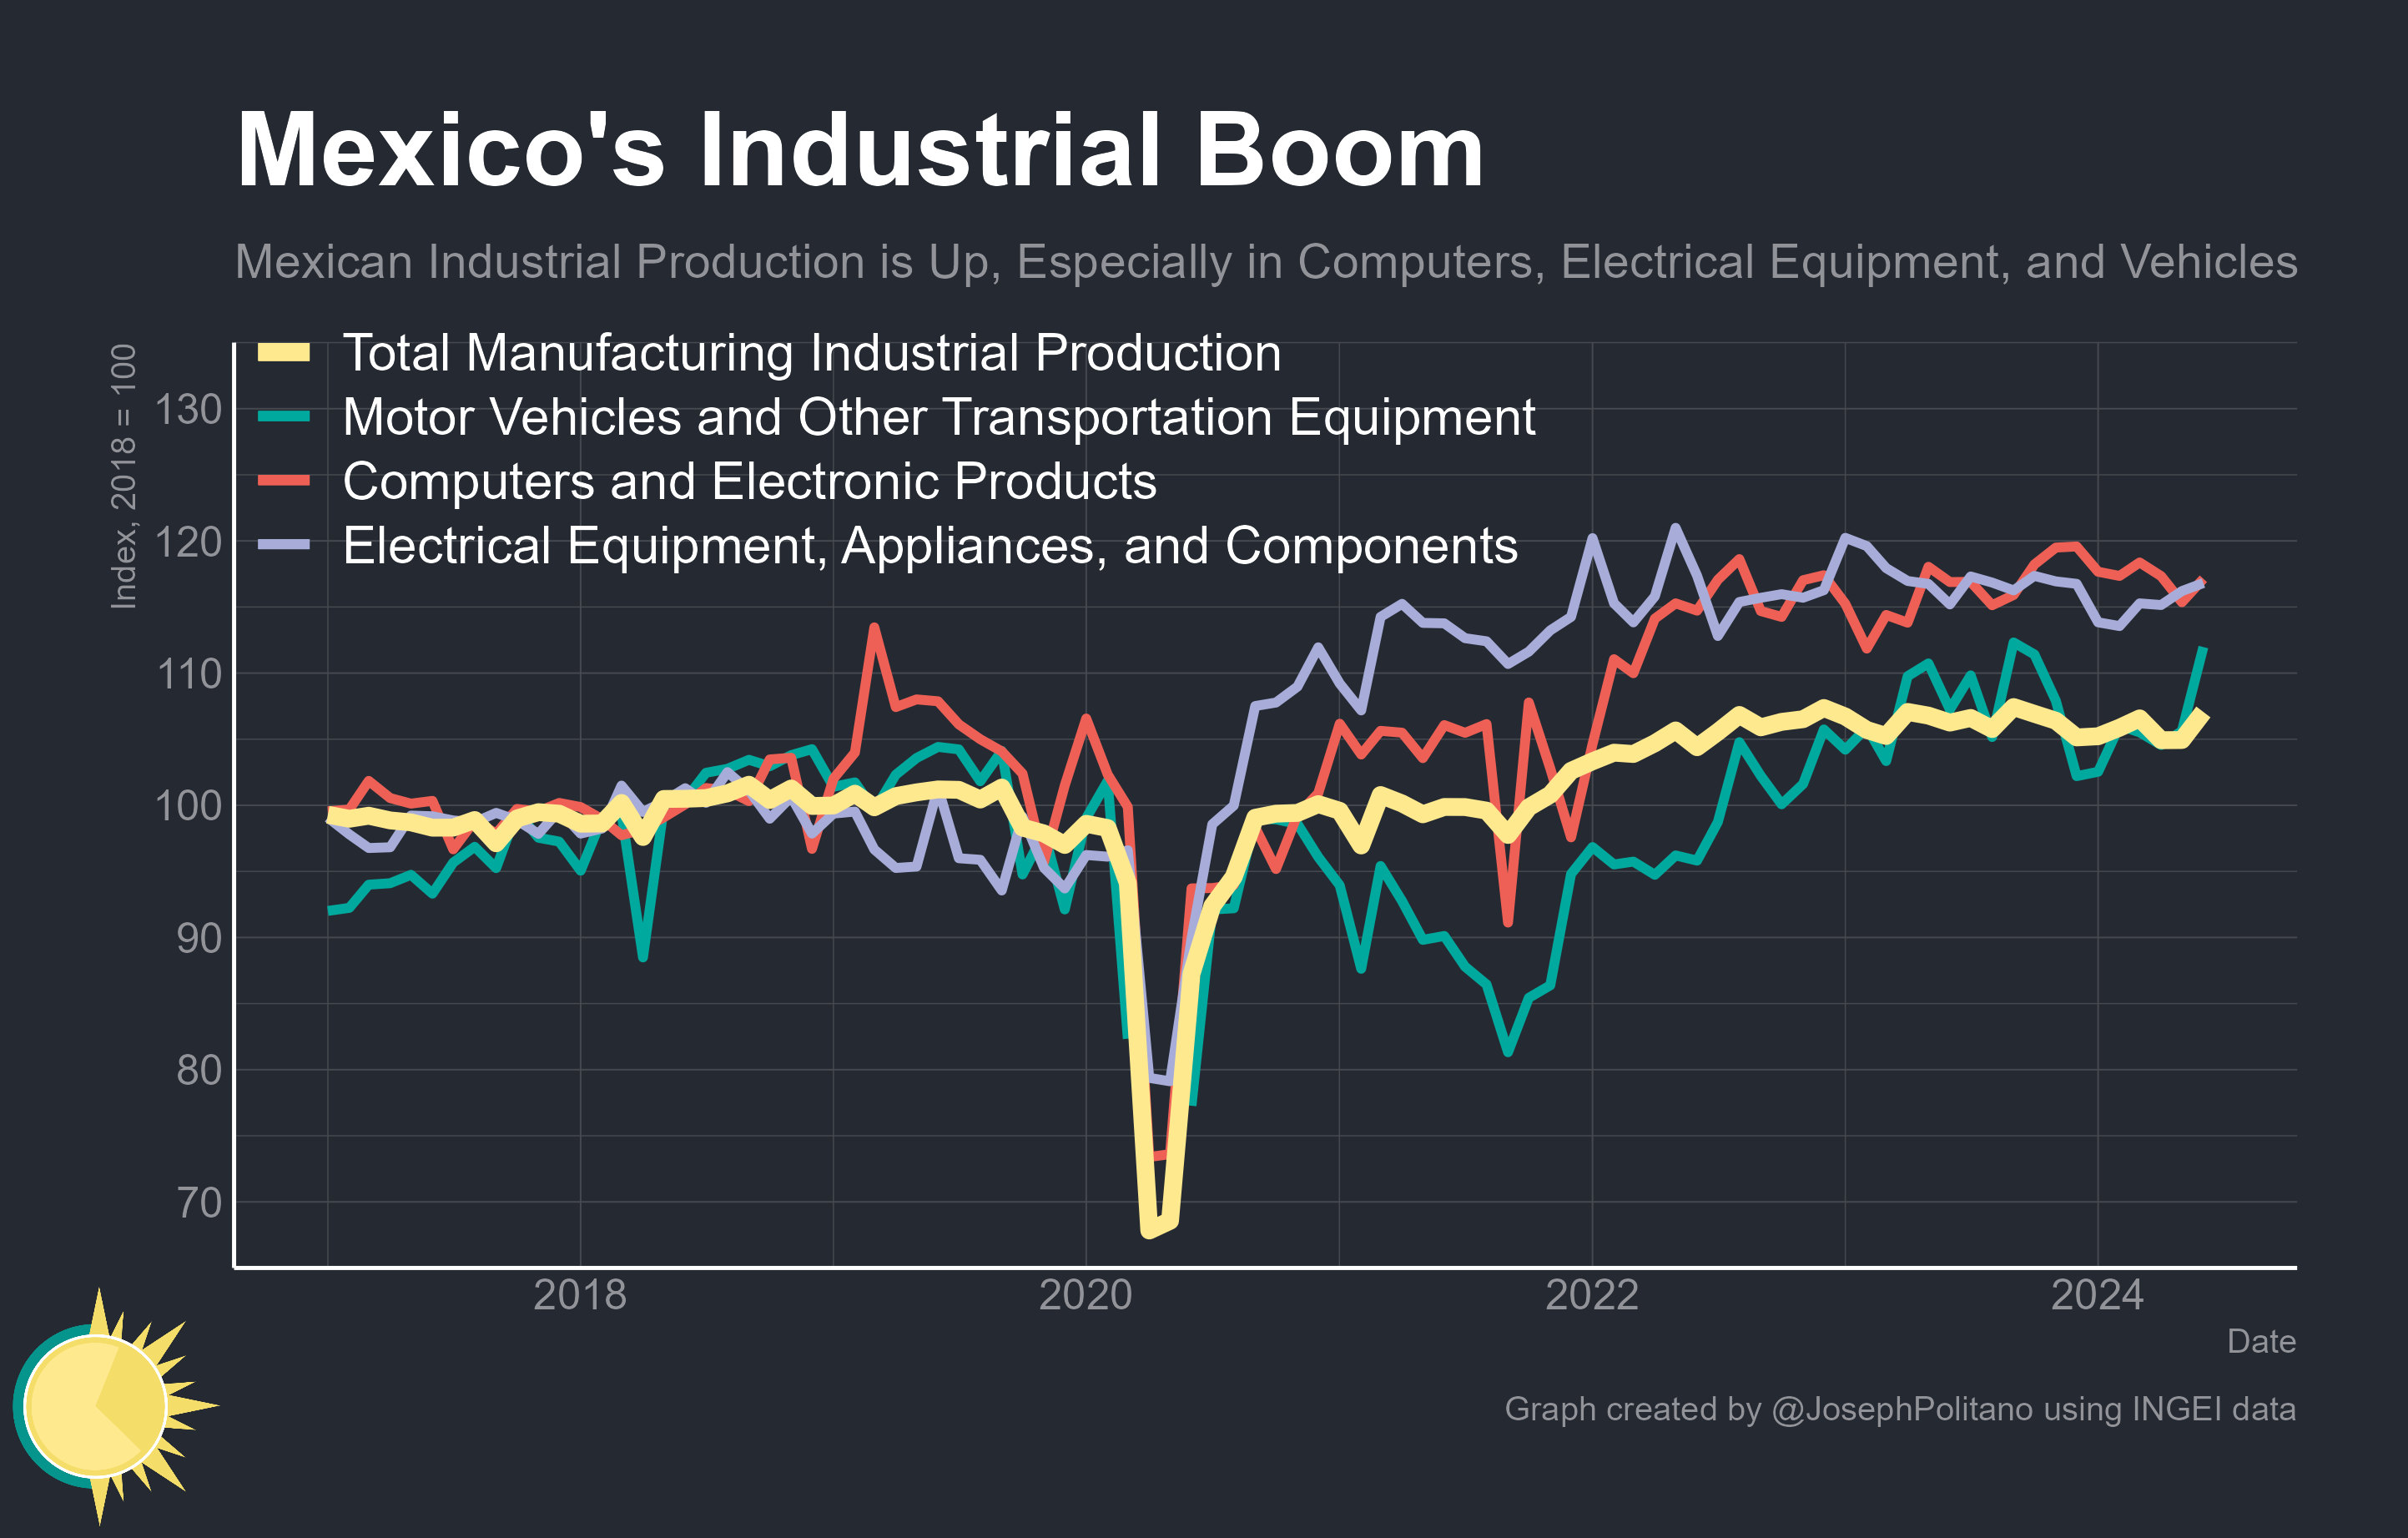 Mexico's Industrial Boom
Mexican Industrial Production is Up, Especially in Computers, Electrical Equipment, and Vehicles
Index, 2018 = 100
Total Manufacturing Industrial Production
Motor Vehicles and Other Transportation Equipment
Computers and Electronic Products
Electrical Equipment, Appliances, and Components
130
120
110
100
90
80
70
2018
2020
2022
2024
Date
Graph created by @JosephPolitano using INGEI data